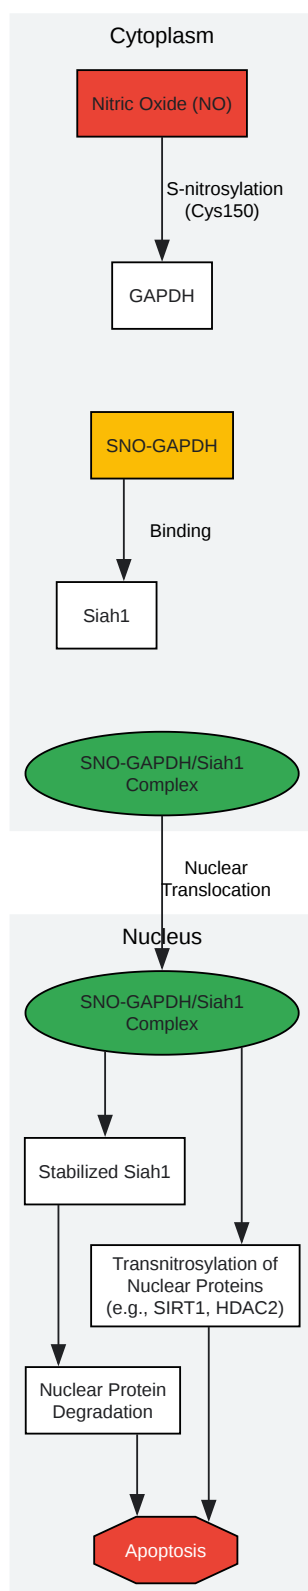 Cytoplasm
Nitric Oxide (NO)
S-nitrosylation
(Cys150)
GAPDH
SNO-GAPDH
Binding
Siah1
SNO-GAPDH/Siah1
Complex
Nuclear
Translocation
Nucleus
SNO-GAPDH/Siah1
Complex
Stabilized Siah1
Transnitrosylation of
Nuclear Proteins
(e.g., SIRT1, HDAC2)
Nuclear Protein
Degradation
Apoptosis